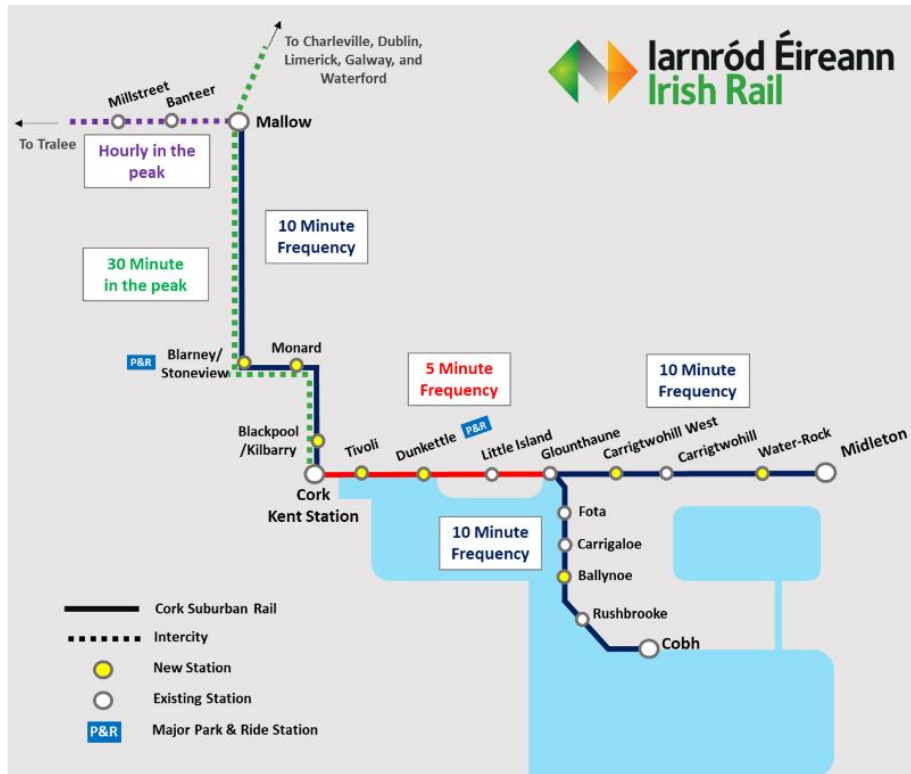 To Charleville, Dublin,
Limerick, Galway, and
Waterford
Iarnród Éireann
Irish Rail
Millstreet
Banteer
Mallow
To Tralee
Hourly in the
peak
10 Minute
Frequency
30 Minute
in the peak
P&R
Blarney/
Stoneview
Monard
5 Minute
Frequency
10 Minute
Frequency
Blackpool
/Kilbarry
Tivoli
Dunkettle
P&R
Little Island
Glounthaune
Carrigtwohill West
Carrigtwohill
Water-Rock
Midleton
Cork
Kent Station
10 Minute
Frequency
Fota
Carrigaloe
Ballynoe
Rushbrooke
Cobh
Cork Suburban Rail
Intercity
New Station
Existing Station
P&R
Major Park & Ride Station